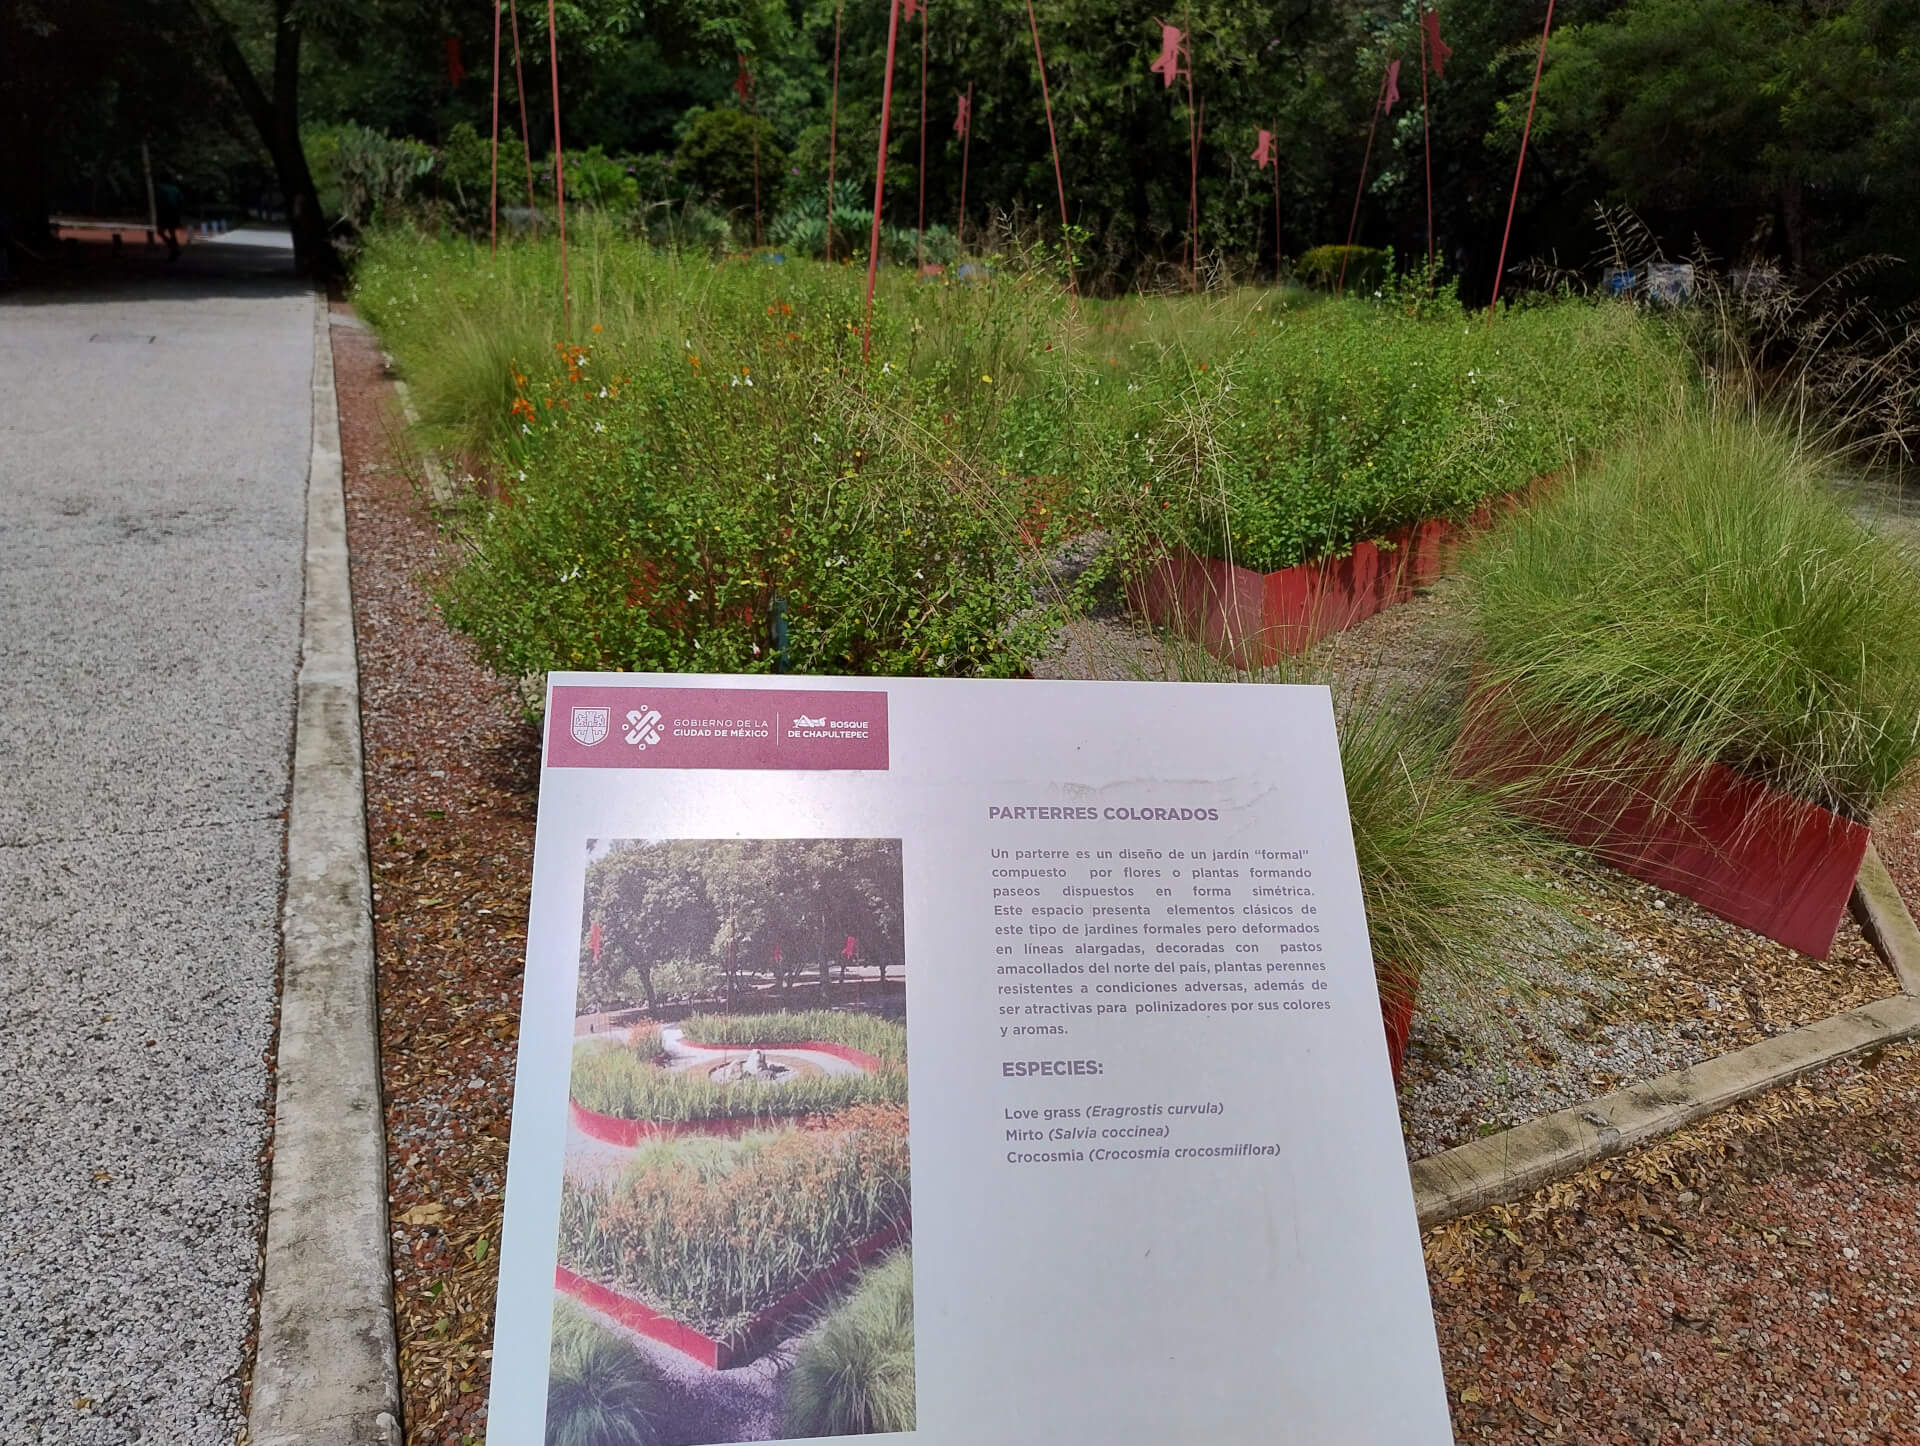 GOBIERNO DE LA
CIUDAD DE MÉXICO
BOSQUE
DE CHAPULTEPEC
PARTERRES COLORADOS
Un parterre es un diseño de un jardín "formal"
compuesto por flores o plantas formando
paseos dispuestos en forma simétrica.
Este espacio presenta elementos clásicos de
este tipo de jardines formales pero deformados
en líneas alargadas, decoradas con pastos
amacollados del norte del país, plantas perennes
resistentes a condiciones adversas, además de
ser atractivas para polinizadores por sus colores
y aromas.
ESPECIES:
Love grass (Eragrostis curvula)
Mirto (Salvia coccinea)
Crocosmia (Crocosmia crocosmiiflora)